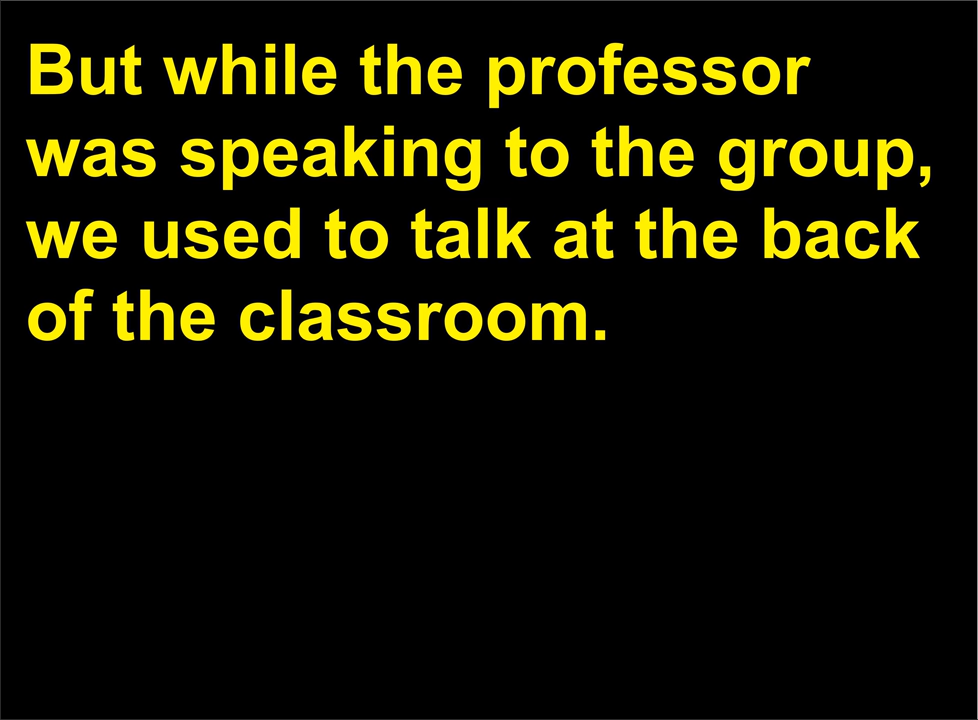 But while the professor
was speaking to the group,
we used to talk at the back
of the classroom.